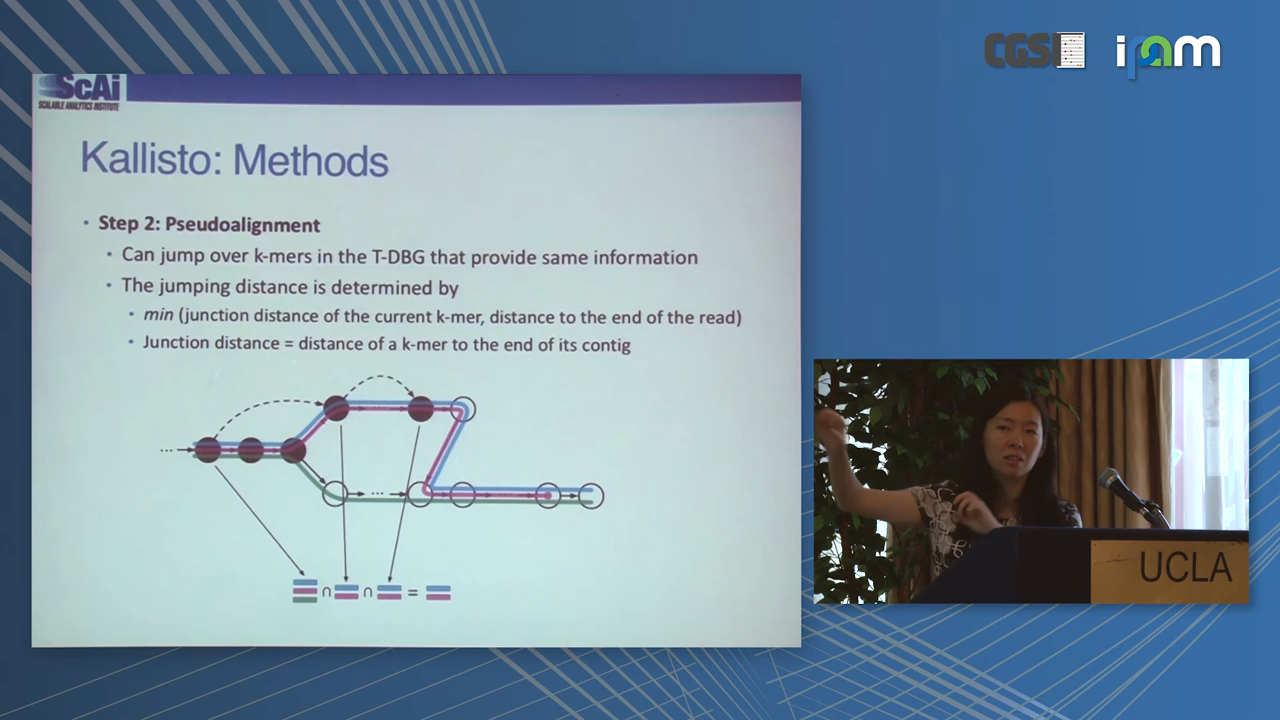 CGSI
ipam
ScAi
SCALABLE ANALYTICS INSTITUTE
Kallisto: Methods
• Step 2: Pseudoalignment
• Can jump over k-mers in the T-DBG that provide same information
• The jumping distance is determined by
• min (junction distance of the current k-mer, distance to the end of the read)
• Junction distance = distance of a k-mer to the end of its contig
...
...
∩ ∩ =
UCLA